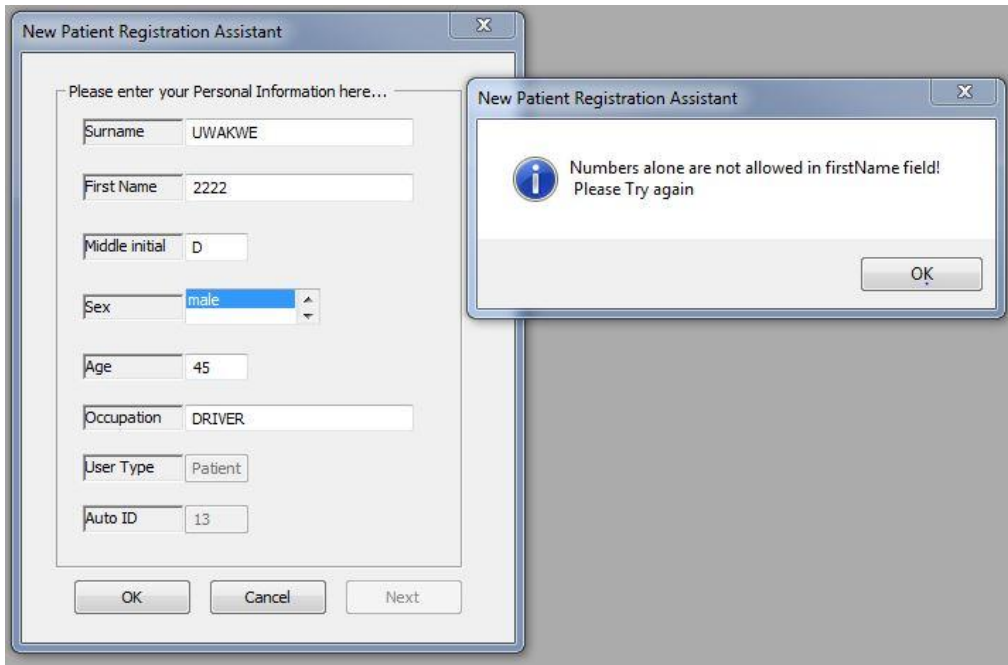 New Patient Registration Assistant
Please enter your Personal Information here...
Surname UWAKWE
First Name 2222
Middle initial D
Sex male
Age 45
Occupation DRIVER
User Type Patient
Auto ID 13
OK Cancel Next
New Patient Registration Assistant
Numbers alone are not allowed in firstName field!
Please Try again
OK